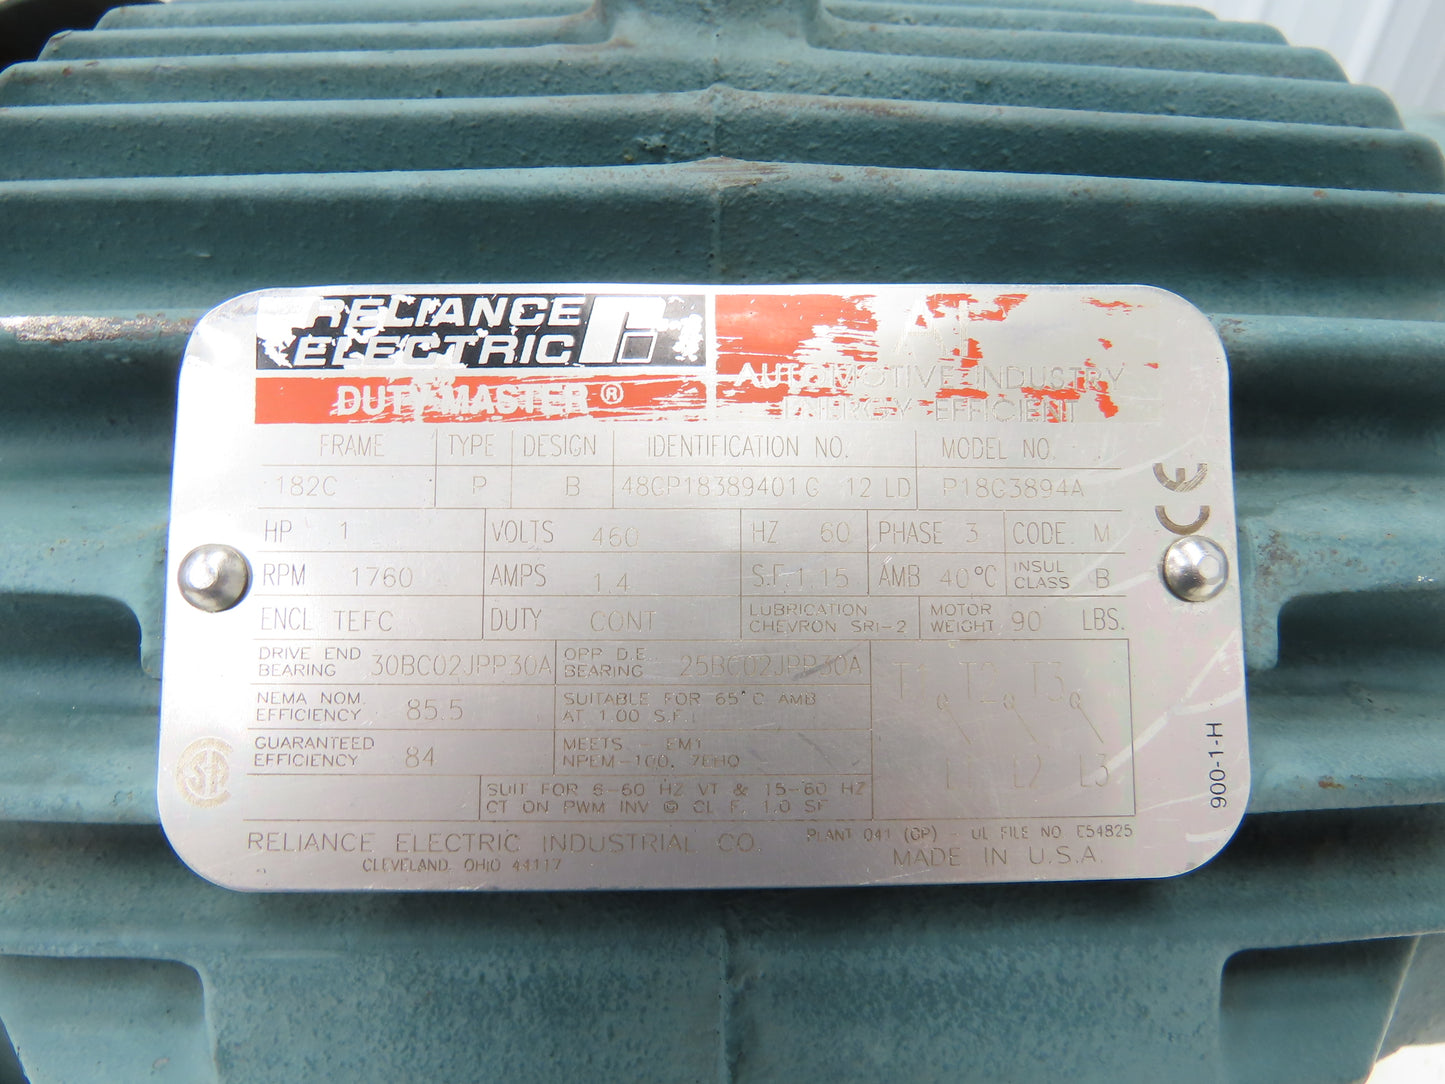 RELIANCE
ELECTRIC
DUTY MASTER®
AUTOMOTIVE INDUSTRY
ENERGY EFFICIENT
FRAME TYPE DESIGN IDENTIFICATION NO. MODEL NO.
182C P B 48GP18389401G 12 LD P18G3894A
HP 1 VOLTS 460 HZ 60 PHASE 3 CODE M
RPM 1760 AMPS 1.4 S.F. 1.15 AMB 40°C INSUL CLASS B
ENCL TEFC DUTY CONT LUBRICATION CHEVRON SRI-2 MOTOR WEIGHT 90 LBS.
DRIVE END BEARING 30BC02JPP30A OPP D.E. BEARING 25BC02JPP30A
T1 T2 T3
NEMA NOM. EFFICIENCY 85.5 SUITABLE FOR 65°C AMB AT 1.00 S.F.
GUARANTEED EFFICIENCY 84 MEETS - EM1 NPEM-100, 7EHQ
L1 L2 L3
SUIT FOR 6-60 HZ VT & 15-60 HZ
CT ON PWM INV @ CL F, 1.0 SF
RELIANCE ELECTRIC INDUSTRIAL CO. PLANT 041 (GP) - UL FILE NO. E54825
CLEVELAND, OHIO 44117 MADE IN U.S.A.
CE
900-1-H